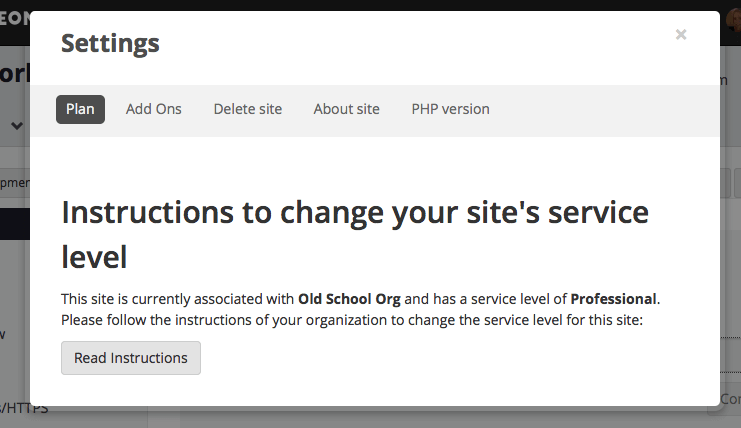 EON
Settings
×
orl
m
Plan Add Ons Delete site About site PHP version
pmen
Instructions to change your site's service
level
This site is currently associated with Old School Org and has a service level of Professional.
Please follow the instructions of your organization to change the service level for this site:
w
Read Instructions
s/HTTPS
Con